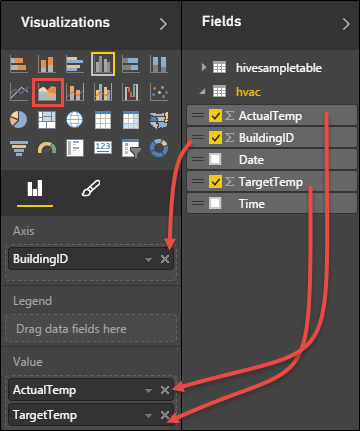 Visualizations
123
Axis
BuildingID
Legend
Drag data fields here
Value
ActualTemp
TargetTemp
Fields
hivesampletable
hvac
Σ ActualTemp
Σ BuildingID
Date
Σ TargetTemp
Time